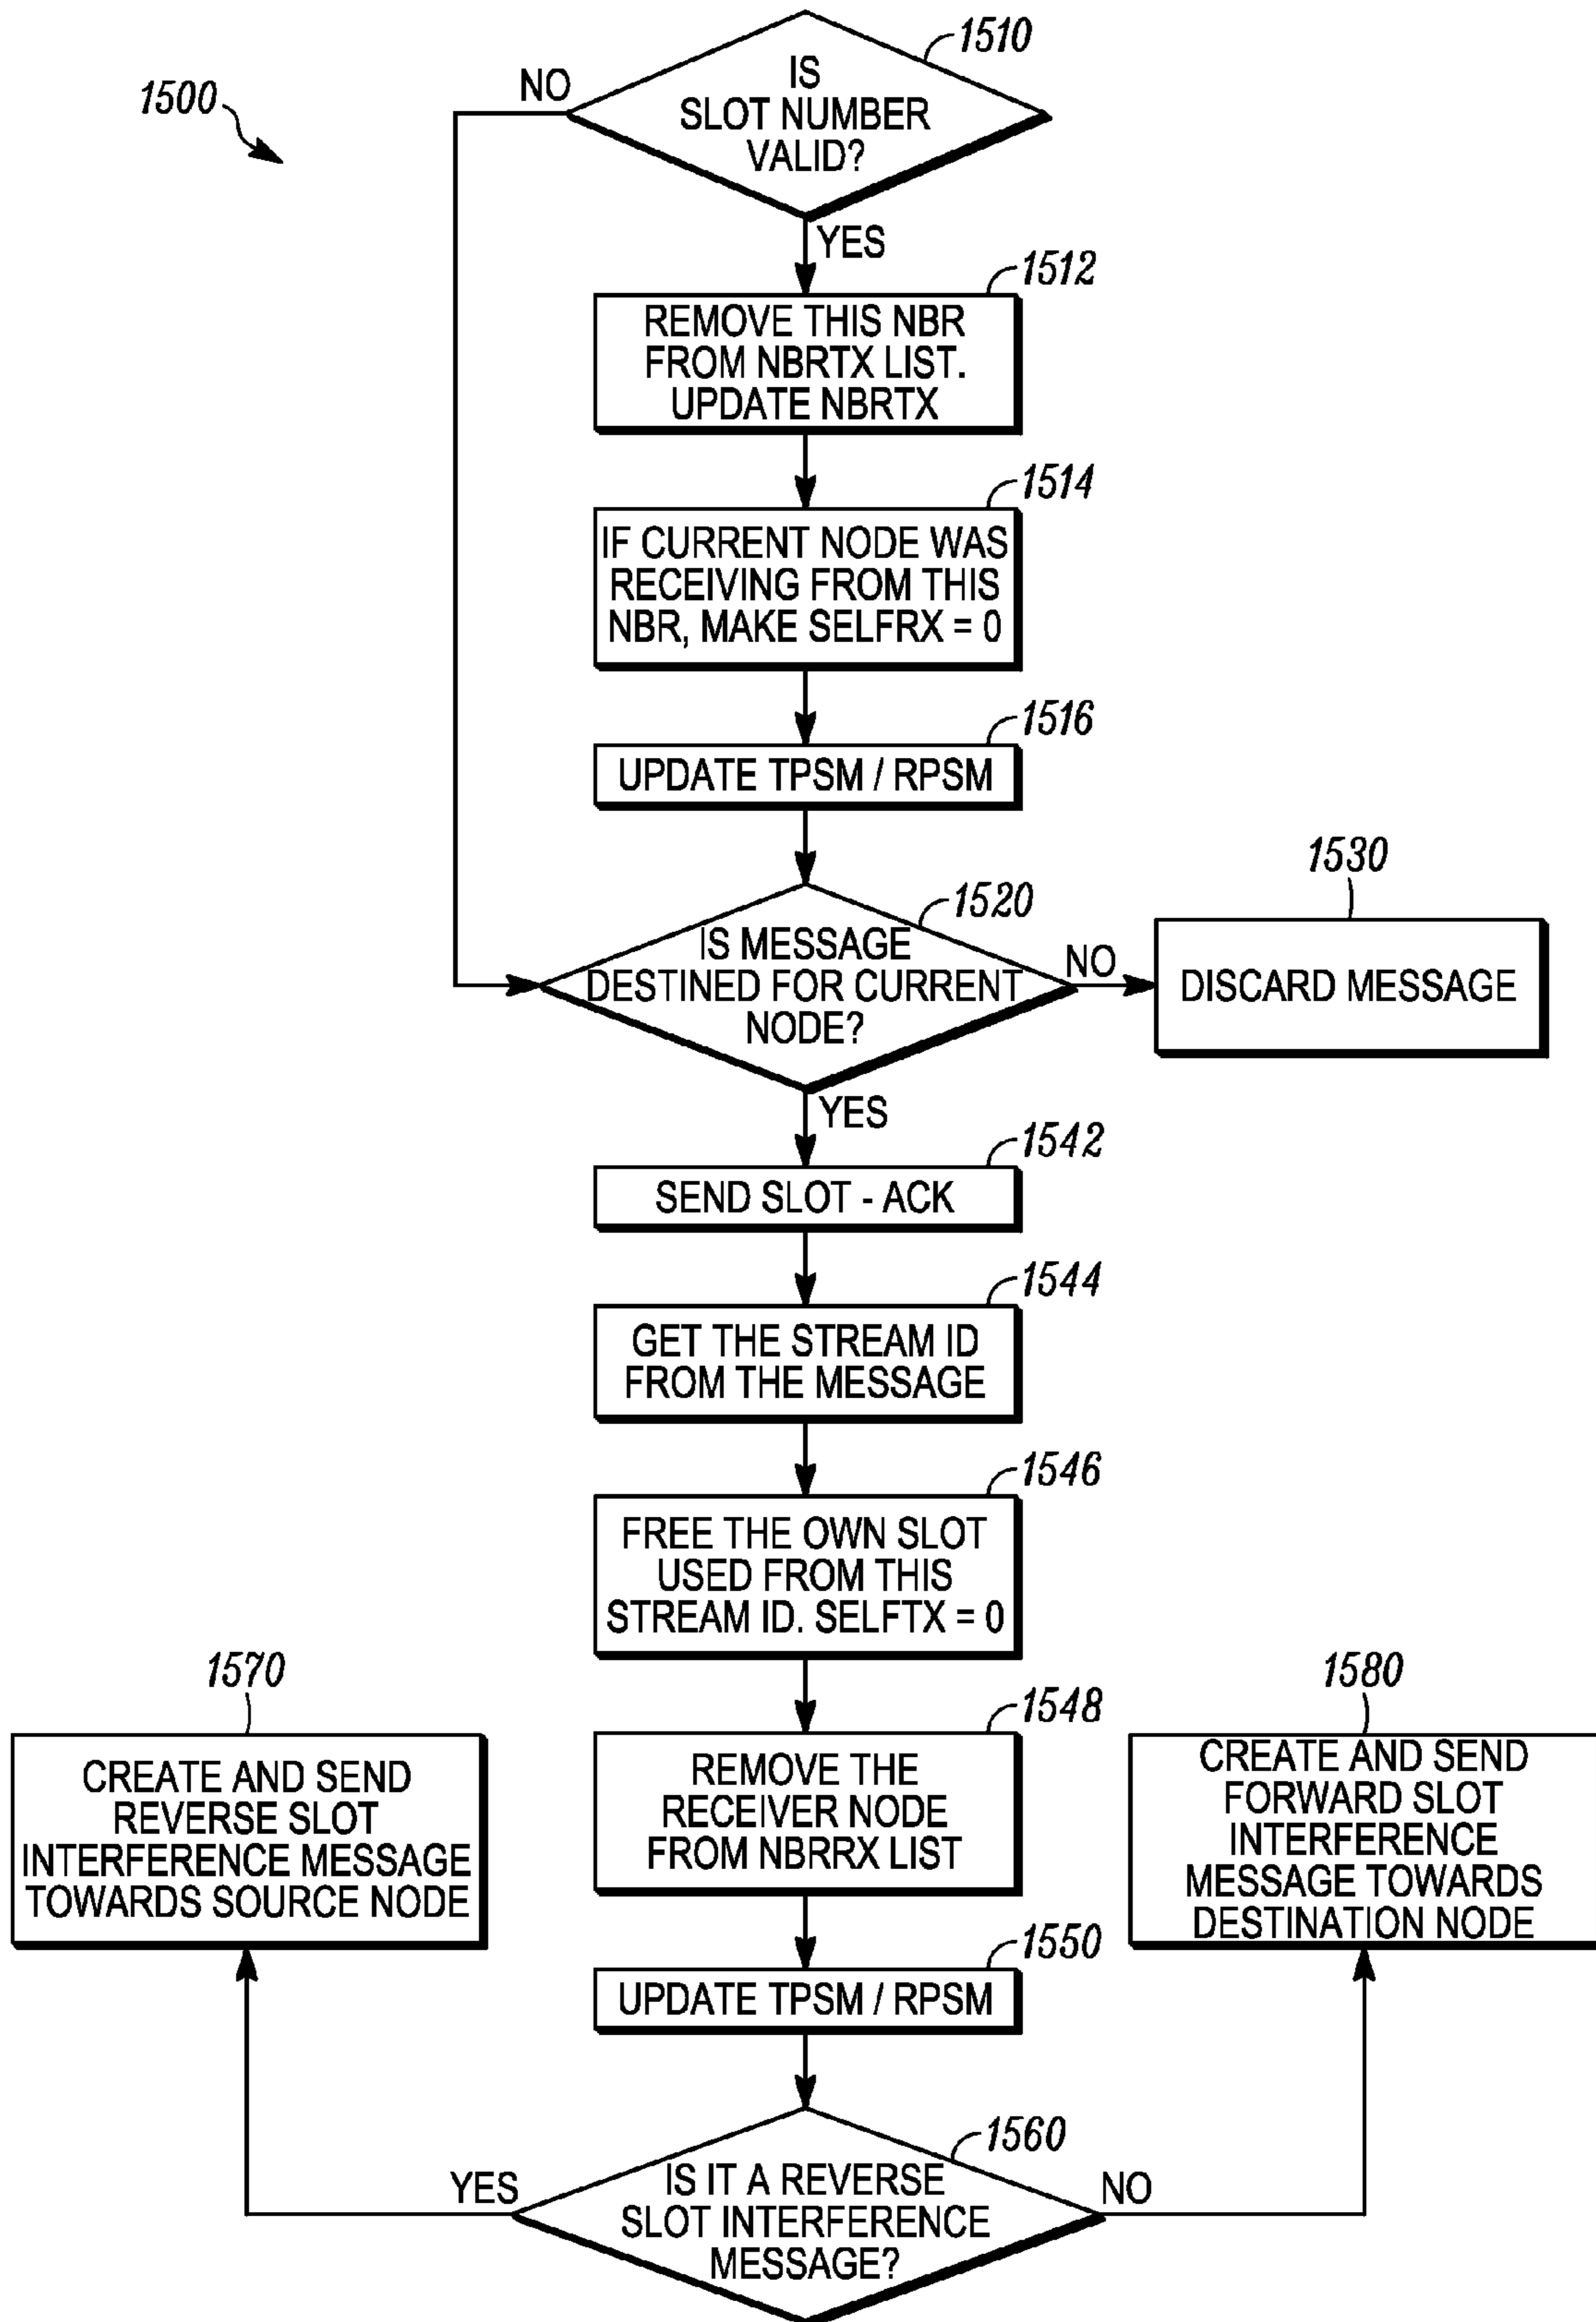 1500
1510
IS
SLOT NUMBER
VALID?
NO
YES
1512
REMOVE THIS NBR
FROM NBRTX LIST.
UPDATE NBRTX
1514
IF CURRENT NODE WAS
RECEIVING FROM THIS
NBR, MAKE SELFRX = 0
1516
UPDATE TPSM / RPSM
1520
IS MESSAGE
DESTINED FOR CURRENT
NODE?
NO
1530
DISCARD MESSAGE
YES
1542
SEND SLOT - ACK
1544
GET THE STREAM ID
FROM THE MESSAGE
1546
FREE THE OWN SLOT
USED FROM THIS
STREAM ID. SELFTX = 0
1548
REMOVE THE
RECEIVER NODE
FROM NBRRX LIST
1550
UPDATE TPSM / RPSM
1560
IS IT A REVERSE
SLOT INTERFERENCE
MESSAGE?
YES
1570
CREATE AND SEND
REVERSE SLOT
INTERFERENCE MESSAGE
TOWARDS SOURCE NODE
NO
1580
CREATE AND SEND
FORWARD SLOT
INTERFERENCE
MESSAGE TOWARDS
DESTINATION NODE